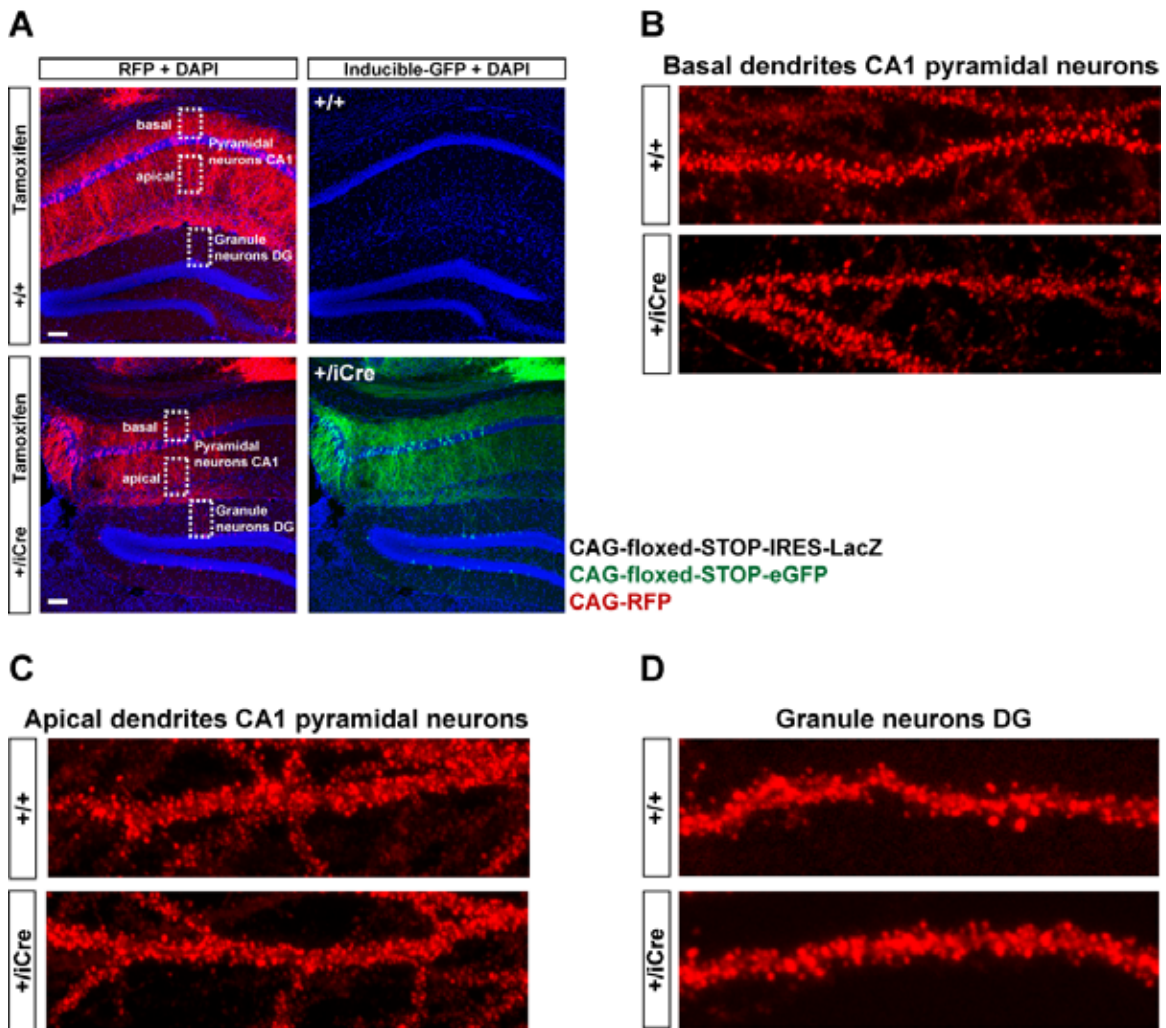 A
RFP + DAPI
Inducible-GFP + DAPI
Tamoxifen
+/+
basal
Pyramidal
neurons CA1
apical
Granule
neurons DG
+/+
Tamoxifen
+/iCre
basal
Pyramidal
neurons CA1
apical
Granule
neurons DG
+/iCre
CAG-floxed-STOP-IRES-LacZ
CAG-floxed-STOP-eGFP
CAG-RFP
B
Basal dendrites CA1 pyramidal neurons
+/+
+/iCre
C
Apical dendrites CA1 pyramidal neurons
+/+
+/iCre
D
Granule neurons DG
+/+
+/iCre